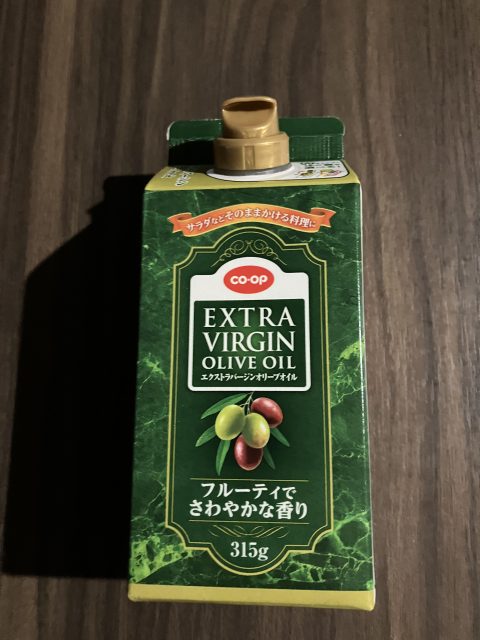 サラダなどそのままかける料理に
CO·OP
EXTRA
VIRGIN
OLIVE OIL
エクストラバージンオリーブオイル
フルーティで
さわやかな香り
315g